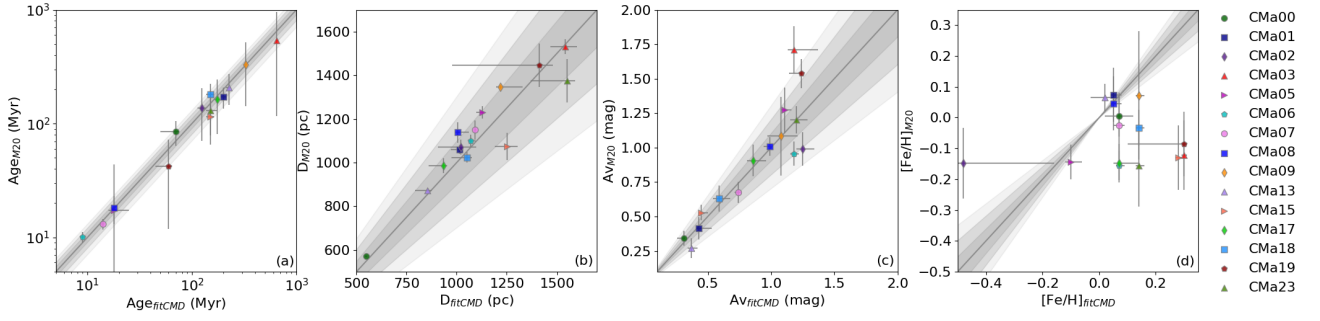 10³
10²
10¹
10¹
10²
10³
Age_M20 (Myr)
Age_fitCMD (Myr)
(a)
1600
1400
1200
1000
800
600
500
750
1000
1250
1500
D_M20 (pc)
D_fitCMD (pc)
(b)
2.00
1.75
1.50
1.25
1.00
0.75
0.50
0.25
0.5
1.0
1.5
2.0
Av_M20 (mag)
Av_fitCMD (mag)
(c)
0.3
0.2
0.1
0.0
−0.1
−0.2
−0.3
−0.4
−0.5
−0.4
−0.2
0.0
0.2
[Fe/H]_M20
[Fe/H]_fitCMD
(d)
CMa00
CMa01
CMa02
CMa03
CMa05
CMa06
CMa07
CMa08
CMa09
CMa13
CMa15
CMa17
CMa18
CMa19
CMa23